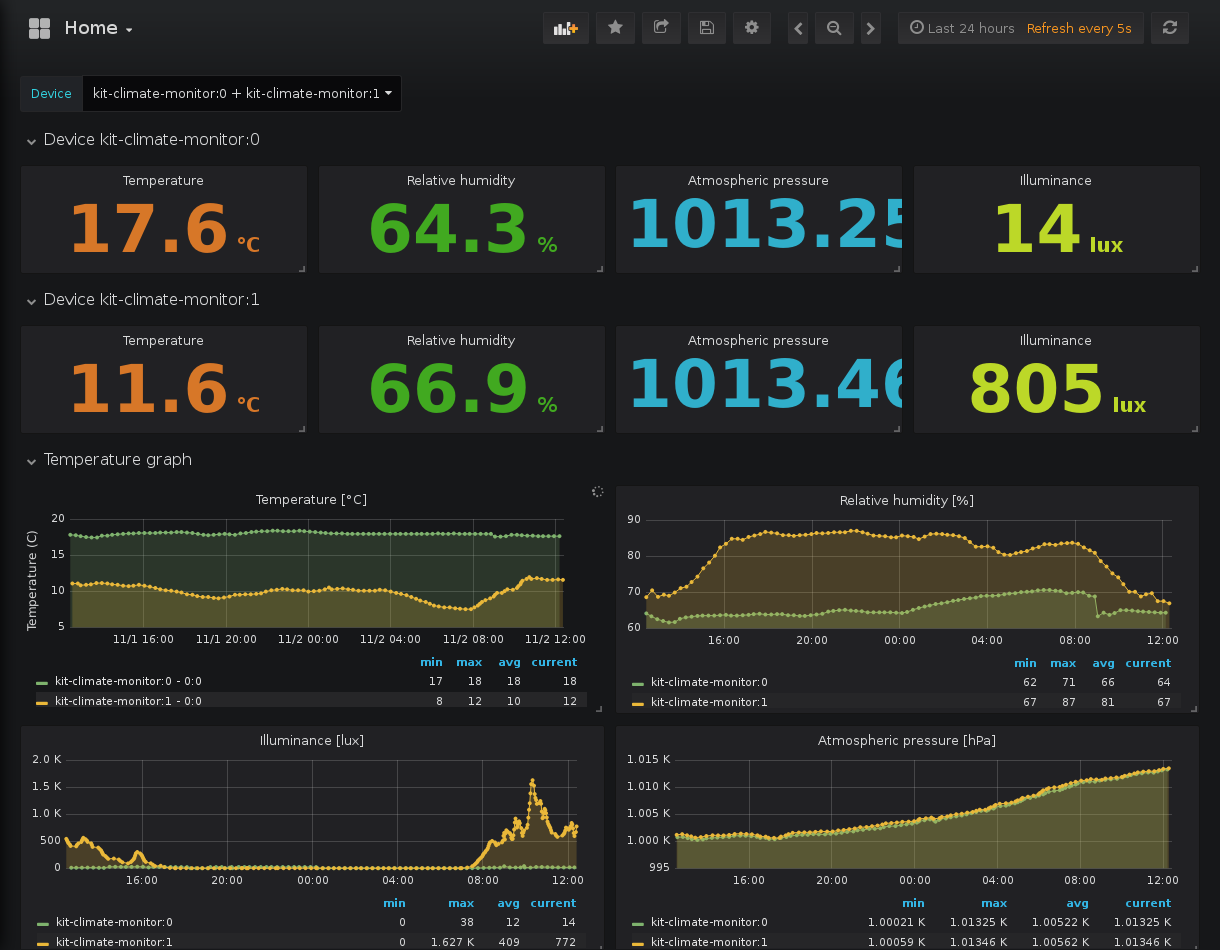 Home
Last 24 hours Refresh every 5s
Device kit-climate-monitor:0 + kit-climate-monitor:1
Device kit-climate-monitor:0
Temperature Relative humidity Atmospheric pressure Illuminance
17.6 °C 64.3 % 1013.25 14 lux
Device kit-climate-monitor:1
Temperature Relative humidity Atmospheric pressure Illuminance
11.6 °C 66.9 % 1013.46 805 lux
Temperature graph
Temperature [°C]
Temperature (C)
20
15
10
5
11/1 16:00 11/1 20:00 11/2 00:00 11/2 04:00 11/2 08:00 11/2 12:00
min max avg current
kit-climate-monitor:0 - 0:0 17 18 18 18
kit-climate-monitor:1 - 0:0 8 12 10 12
Relative humidity [%]
90
80
70
60
16:00 20:00 00:00 04:00 08:00 12:00
min max avg current
kit-climate-monitor:0 62 71 66 64
kit-climate-monitor:1 67 87 81 67
Illuminance [lux]
2.0 K
1.5 K
1.0 K
500
0
16:00 20:00 00:00 04:00 08:00 12:00
min max avg current
kit-climate-monitor:0 0 38 12 14
kit-climate-monitor:1 0 1.627 K 409 772
Atmospheric pressure [hPa]
1.015 K
1.010 K
1.005 K
1.000 K
995
16:00 20:00 00:00 04:00 08:00 12:00
min max avg current
kit-climate-monitor:0 1.00021 K 1.01325 K 1.00522 K 1.01325 K
kit-climate-monitor:1 1.00059 K 1.01346 K 1.00562 K 1.01346 K